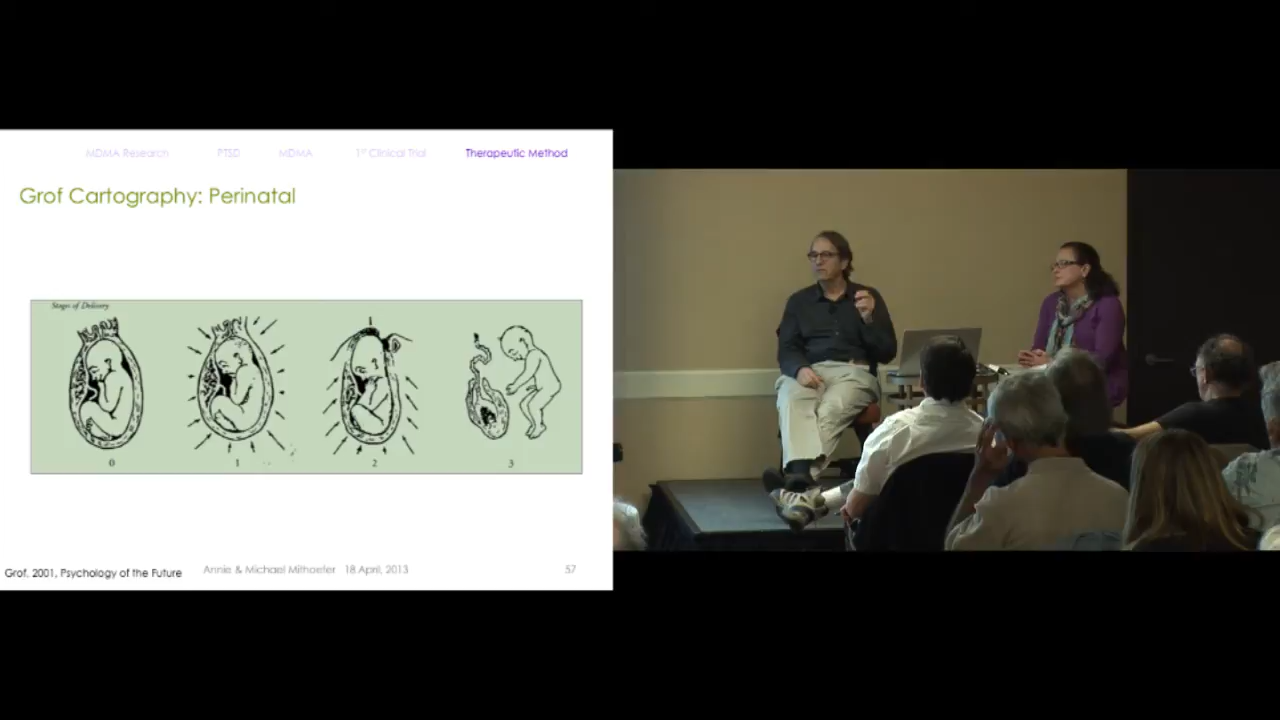 MDMA Research PTSD MDMA 1st Clinical Trial Therapeutic Method
Grof Cartography: Perinatal
Stages of Delivery
0 1 2 3
Grof, 2001, Psychology of the Future Annie & Michael Mithoefer 18 April, 2013 57